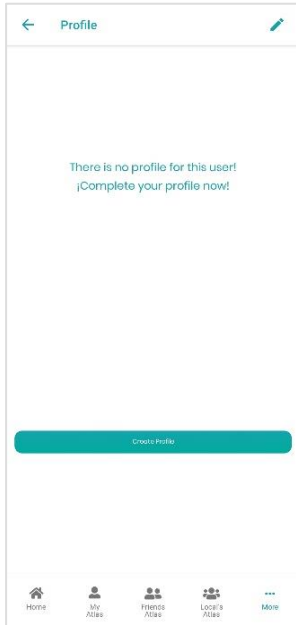 Profile
There is no profile for this user!
¡Complete your profile now!
Create Profile
Home
My
Atlas
Friends
Atlas
Local's
Atlas
More